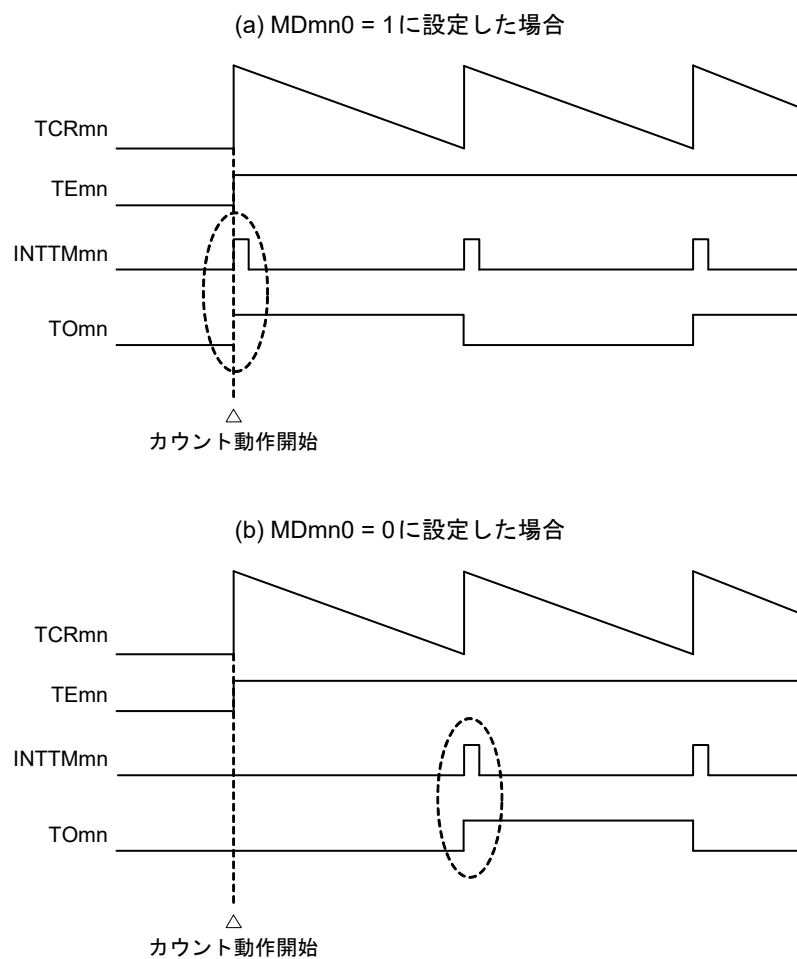 (a) MDmn0 = 1に設定した場合
TCRmn
TEmn
INTTMmn
TOmn
△
カウント動作開始
(b) MDmn0 = 0に設定した場合
TCRmn
TEmn
INTTMmn
TOmn
△
カウント動作開始